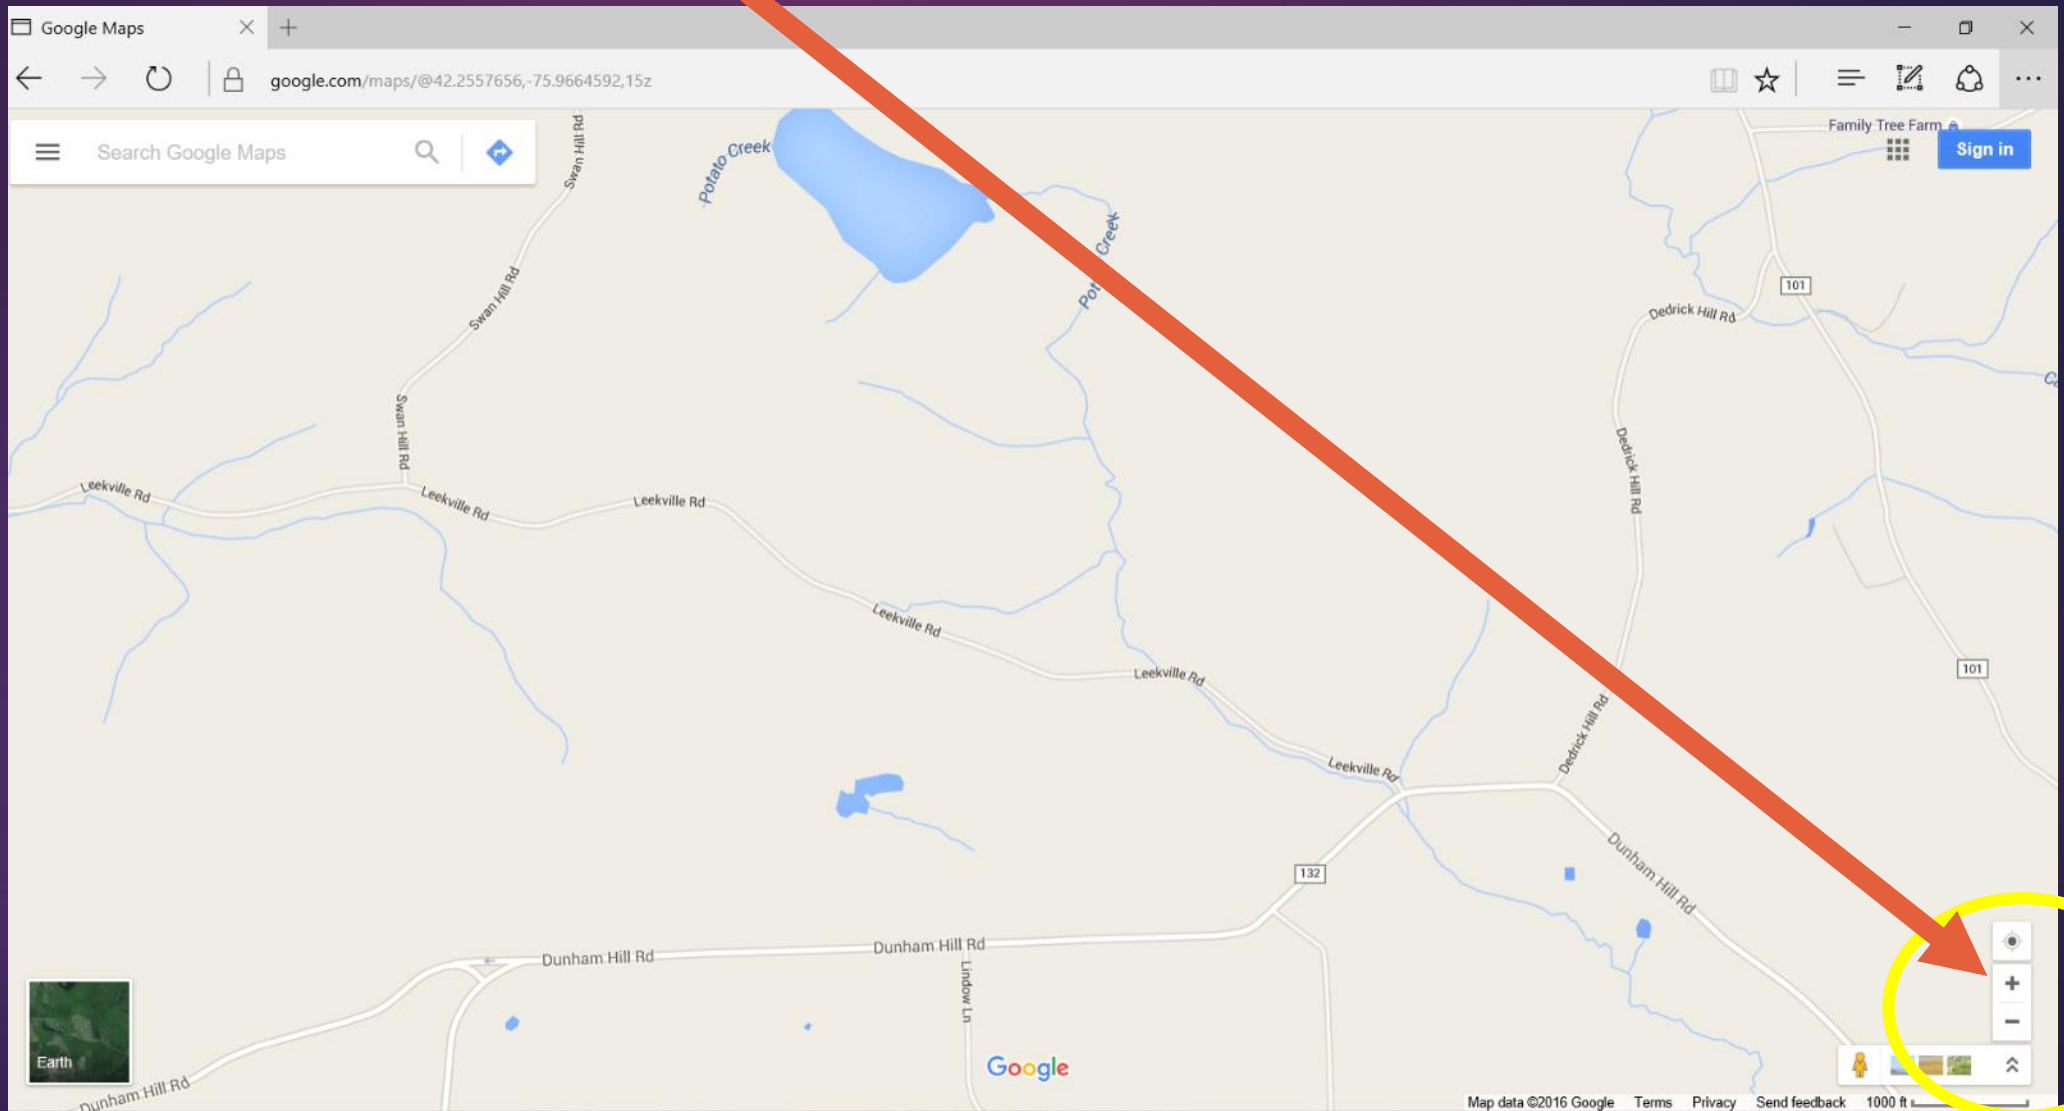 Google Maps
google.com/maps/@42.2557656,-75.9664592,15z
Search Google Maps
Sign in
Family Tree Farm
Swan Hill Rd
Potato Creek
Creek
Swan Hill Rd
101
Dedrick Hill Rd
Swan Hill Rd
Dedrick Hill Rd
Leekville Rd
Leekville Rd
Leekville Rd
Leekville Rd
Leekville Rd
101
Dedrick Hill Rd
Leekville Rd
132
Dunham Hill Rd
Dunham Hill Rd
Dunham Hill Rd
Lindow Ln
Earth
Google
Dunham Hill Rd
Map data ©2016 Google Terms Privacy Send feedback 1000 ft